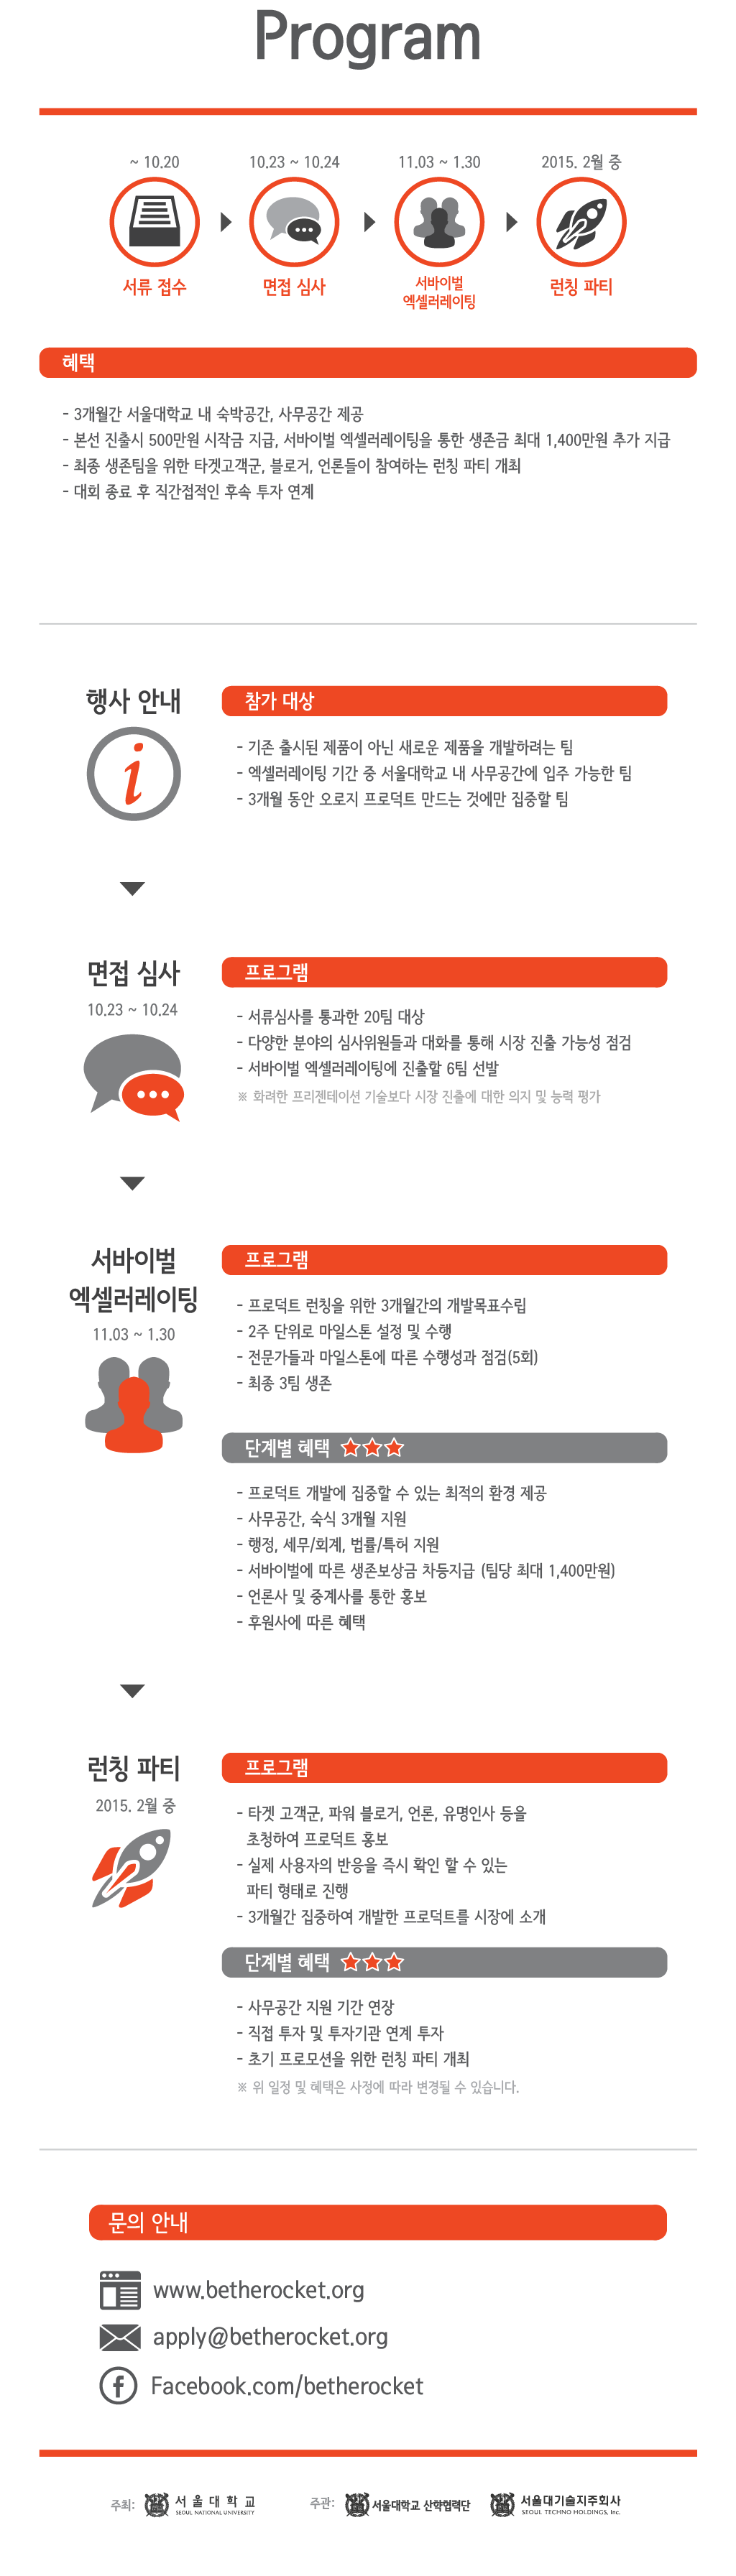 Program
~ 10.20
10.23 ~ 10.24
11.03 ~ 1.30
2015. 2월 중
서류 접수
면접 심사
서바이벌
엑셀러레이팅
런칭 파티
혜택
- 3개월간 서울대학교 내 숙박공간, 사무공간 제공
- 본선 진출시 500만원 시작금 지급, 서바이벌 엑셀러레이팅을 통한 생존금 최대 1,400만원 추가 지급
- 최종 생존팀을 위한 타겟고객군, 블로거, 언론들이 참여하는 런칭 파티 개최
- 대회 종료 후 직간접적인 후속 투자 연계
행사 안내
참가 대상
- 기존 출시된 제품이 아닌 새로운 제품을 개발하려는 팀
- 엑셀러레이팅 기간 중 서울대학교 내 사무공간에 입주 가능한 팀
- 3개월 동안 오로지 프로덕트 만드는 것에만 집중할 팀
면접 심사
10.23 ~ 10.24
프로그램
- 서류심사를 통과한 20팀 대상
- 다양한 분야의 심사위원들과 대화를 통해 시장 진출 가능성 점검
- 서바이벌 엑셀러레이팅에 진출할 6팀 선발
※ 화려한 프리젠테이션 기술보다 시장 진출에 대한 의지 및 능력 평가
서바이벌
엑셀러레이팅
11.03 ~ 1.30
프로그램
- 프로덕트 런칭을 위한 3개월간의 개발목표수립
- 2주 단위로 마일스톤 설정 및 수행
- 전문가들과 마일스톤에 따른 수행성과 점검(5회)
- 최종 3팀 생존
단계별 혜택
- 프로덕트 개발에 집중할 수 있는 최적의 환경 제공
- 사무공간, 숙식 3개월 지원
- 행정, 세무/회계, 법률/특허 지원
- 서바이벌에 따른 생존보상금 차등지급 (팀당 최대 1,400만원)
- 언론사 및 중계사를 통한 홍보
- 후원사에 따른 혜택
런칭 파티
2015. 2월 중
프로그램
- 타겟 고객군, 파워 블로거, 언론, 유명인사 등을
초청하여 프로덕트 홍보
- 실제 사용자의 반응을 즉시 확인 할 수 있는
파티 형태로 진행
- 3개월간 집중하여 개발한 프로덕트를 시장에 소개
단계별 혜택
- 사무공간 지원 기간 연장
- 직접 투자 및 투자기관 연계 투자
- 초기 프로모션을 위한 런칭 파티 개최
※ 위 일정 및 혜택은 사정에 따라 변경될 수 있습니다.
문의 안내
www.betherocket.org
apply@betherocket.org
Facebook.com/betherocket
주최: 서울대학교
SEOUL NATIONAL UNIVERSITY
주관: 서울대학교 산학협력단
서울대기술지주회사
SEOUL TECHNO HOLDINGS, Inc.